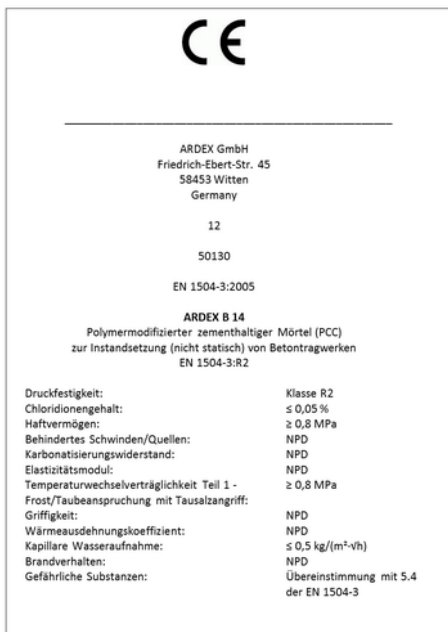 CE
ARDEX GmbH
Friedrich-Ebert-Str. 45
58453 Witten
Germany
12
50130
EN 1504-3:2005
ARDEX B 14
Polymermodifizierter zementhaltiger Mörtel (PCC)
zur Instandsetzung (nicht statisch) von Betontragwerken
EN 1504-3:R2
Druckfestigkeit: Klasse R2
Chloridionengehalt: ≤ 0,05 %
Haftvermögen: ≥ 0,8 MPa
Behindertes Schwinden/Quellen: NPD
Karbonatisierungswiderstand: NPD
Elastizitätsmodul: NPD
Temperaturwechselverträglichkeit Teil 1 - ≥ 0,8 MPa
Frost/Taubeanspruchung mit Tausalzangriff:
Griffigkeit: NPD
Wärmeausdehnungskoeffizient: NPD
Kapillare Wasseraufnahme: ≤ 0,5 kg/(m²·√h)
Brandverhalten: NPD
Gefährliche Substanzen: Übereinstimmung mit 5.4
der EN 1504-3